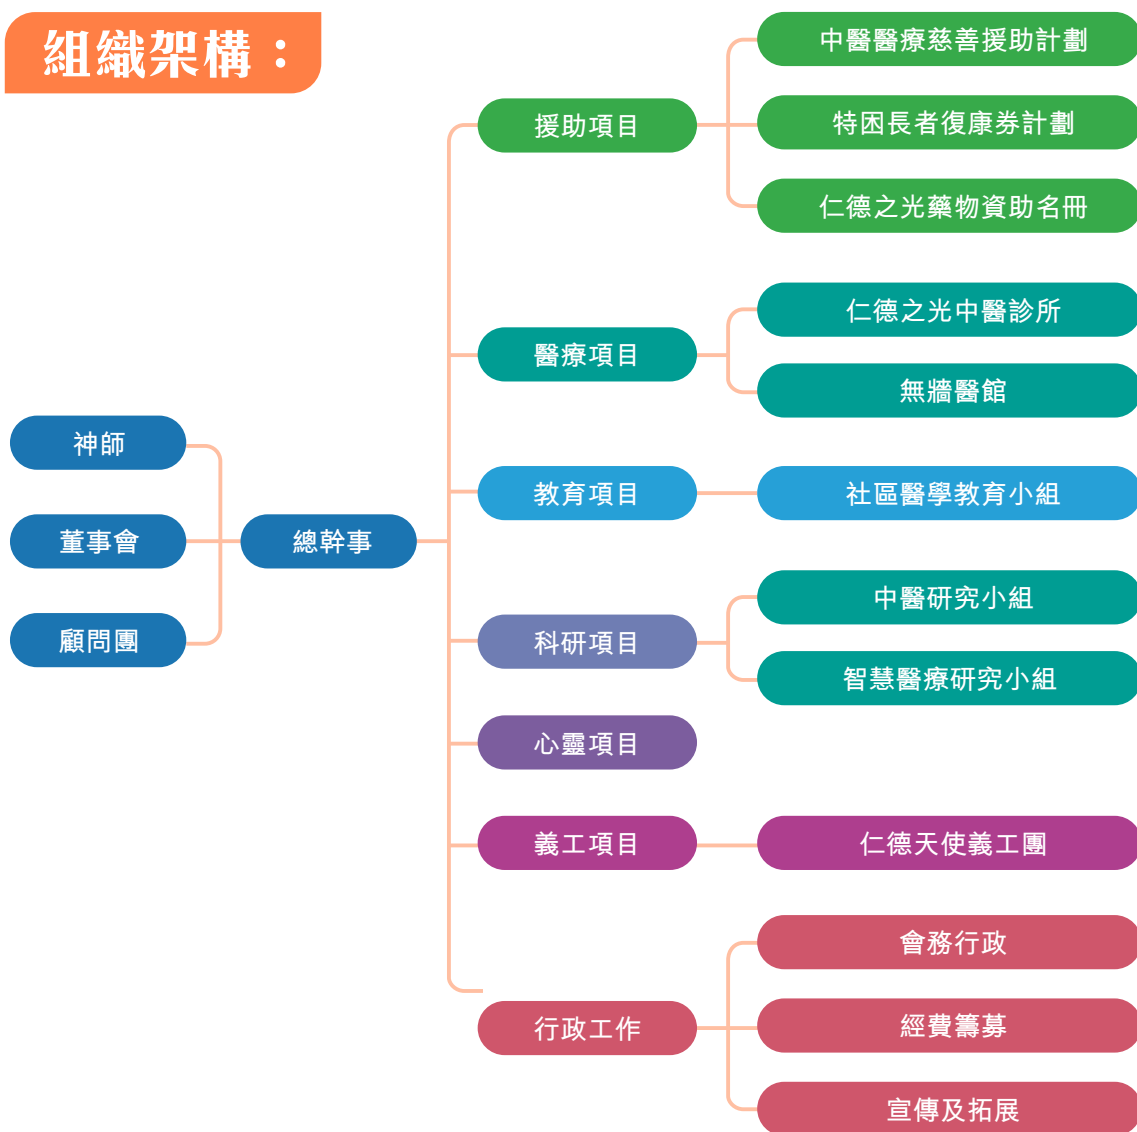 組織架構：
神師
董事會
顧問團
總幹事
援助項目
中醫醫療慈善援助計劃
特困長者復康券計劃
仁德之光藥物資助名冊
醫療項目
仁德之光中醫診所
無牆醫館
教育項目
社區醫學教育小組
科研項目
中醫研究小組
智慧醫療研究小組
心靈項目
義工項目
仁德天使義工團
行政工作
會務行政
經費籌募
宣傳及拓展